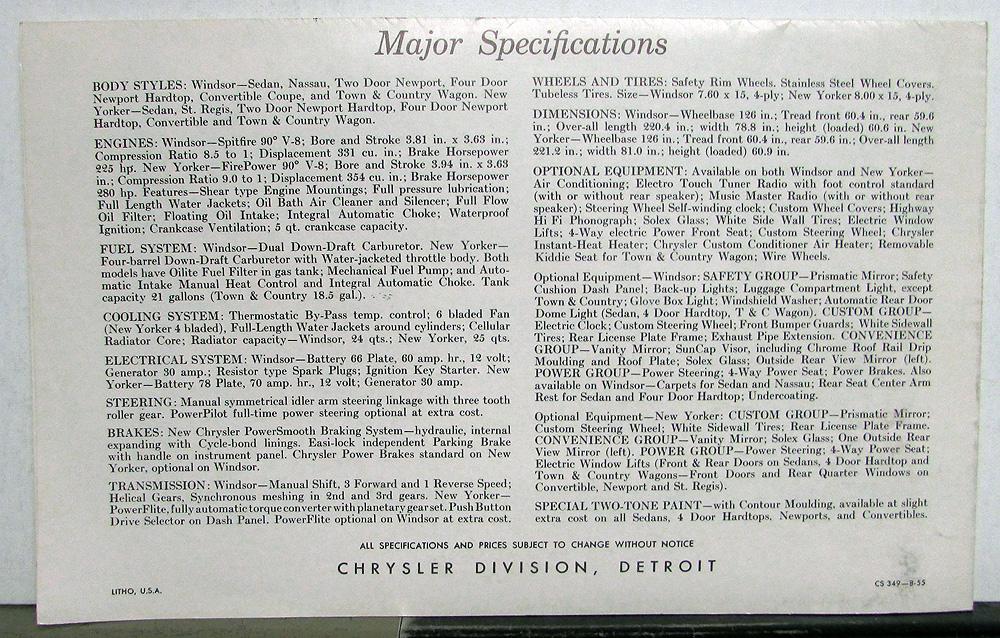 Major Specifications
BODY STYLES: Windsor—Sedan, Nassau, Two Door Newport, Four Door
Newport Hardtop, Convertible Coupe, and Town & Country Wagon. New
Yorker—Sedan, St. Regis, Two Door Newport Hardtop, Four Door Newport
Hardtop, Convertible and Town & Country Wagon.
ENGINES: Windsor—Spitfire 90° V-8; Bore and Stroke 3.81 in. x 3.63 in.;
Compression Ratio 8.5 to 1; Displacement 331 cu. in.; Brake Horsepower
225 hp. New Yorker—FirePower 90° V-8; Bore and Stroke 3.94 in. x 3.63
in.; Compression Ratio 9.0 to 1; Displacement 354 cu. in.; Brake Horsepower
280 hp. Features—Shear type Engine Mountings; Full pressure lubrication;
Full Length Water Jackets; Oil Bath Air Cleaner and Silencer; Full Flow
Oil Filter; Floating Oil Intake; Integral Automatic Choke; Waterproof
Ignition; Crankcase Ventilation; 5 qt. crankcase capacity.
FUEL SYSTEM: Windsor—Dual Down-Draft Carburetor. New Yorker—
Four-barrel Down-Draft Carburetor with Water-jacketed throttle body. Both
models have Oilite Fuel Filter in gas tank; Mechanical Fuel Pump; and Auto-
matic Intake Manual Heat Control and Integral Automatic Choke. Tank
capacity 21 gallons (Town & Country 18.5 gal.).
COOLING SYSTEM: Thermostatic By-Pass temp. control; 6 bladed Fan
(New Yorker 4 bladed), Full-Length Water Jackets around cylinders; Cellular
Radiator Core; Radiator capacity—Windsor, 24 qts.; New Yorker, 25 qts.
ELECTRICAL SYSTEM: Windsor—Battery 66 Plate, 60 amp. hr., 12 volt;
Generator 30 amp.; Resistor type Spark Plugs; Ignition Key Starter. New
Yorker—Battery 78 Plate, 70 amp. hr., 12 volt; Generator 30 amp.
STEERING: Manual symmetrical idler arm steering linkage with three tooth
roller gear. PowerPilot full-time power steering optional at extra cost.
BRAKES: New Chrysler PowerSmooth Braking System—hydraulic, internal
expanding with Cycle-bond linings. Easi-lock independent Parking Brake
with handle on instrument panel. Chrysler Power Brakes standard on New
Yorker, optional on Windsor.
TRANSMISSION: Windsor—Manual Shift, 3 Forward and 1 Reverse Speed;
Helical Gears, Synchronous meshing in 2nd and 3rd gears. New Yorker—
PowerFlite, fully automatic torque converter with planetary gear set. Push Button
Drive Selector on Dash Panel. PowerFlite optional on Windsor at extra cost.
WHEELS AND TIRES: Safety Rim Wheels. Stainless Steel Wheel Covers.
Tubeless Tires. Size—Windsor 7.60 x 15, 4-ply; New Yorker 8.00 x 15, 4-ply.
DIMENSIONS: Windsor—Wheelbase 126 in.; Tread front 60.4 in., rear 59.6
in.; Over-all length 220.4 in.; width 78.8 in.; height (loaded) 60.6 in. New
Yorker—Wheelbase 126 in.; Tread front 60.4 in., rear 59.6 in.; Over-all length
221.2 in.; width 81.0 in.; height (loaded) 60.9 in.
OPTIONAL EQUIPMENT: Available on both Windsor and New Yorker—
Air Conditioning; Electro Touch Tuner Radio with foot control standard
(with or without rear speaker); Music Master Radio (with or without rear
speaker); Steering Wheel Self-winding clock; Custom Wheel Covers; Highway
Hi Fi Phonograph; Solex Glass; White Side Wall Tires; Electric Window
Lifts; 4-Way electric Power Front Seat; Custom Steering Wheel; Chrysler
Instant-Heat Heater; Chrysler Custom Conditioner Air Heater; Removable
Kiddie Seat for Town & Country Wagon; Wire Wheels.
Optional Equipment—Windsor: SAFETY GROUP—Prismatic Mirror; Safety
Cushion Dash Panel; Back-up Lights; Luggage Compartment Light, except
Town & Country; Glove Box Light; Windshield Washer; Automatic Rear Door
Dome Light (Sedan, 4 Door Hardtop, T & C Wagon). CUSTOM GROUP—
Electric Clock; Custom Steering Wheel; Front Bumper Guards; White Sidewall
Tires; Rear License Plate Frame; Exhaust Pipe Extension. CONVENIENCE
GROUP—Vanity Mirror; SunCap Visor, including Chrome Roof Rail Drip
Moulding and Roof Plate; Solex Glass; Outside Rear View Mirror (left).
POWER GROUP—Power Steering; 4-Way Power Seat; Power Brakes. Also
available on Windsor—Carpets for Sedan and Nassau; Rear Seat Center Arm
Rest for Sedan and Four Door Hardtop; Undercoating.
Optional Equipment—New Yorker: CUSTOM GROUP—Prismatic Mirror;
Custom Steering Wheel; White Sidewall Tires; Rear License Plate Frame.
CONVENIENCE GROUP—Vanity Mirror; Solex Glass; One Outside Rear
View Mirror (left). POWER GROUP—Power Steering; 4-Way Power Seat;
Electric Window Lifts (Front & Rear Doors on Sedans, 4 Door Hardtop and
Town & Country Wagons—Front Doors and Rear Quarter Windows on
Convertible, Newport and St. Regis).
SPECIAL TWO-TONE PAINT—with Contour Moulding, available at slight
extra cost on all Sedans, 4 Door Hardtops, Newports, and Convertibles.
ALL SPECIFICATIONS AND PRICES SUBJECT TO CHANGE WITHOUT NOTICE
CHRYSLER DIVISION, DETROIT
LITHO, U.S.A.
CS 349—8-55